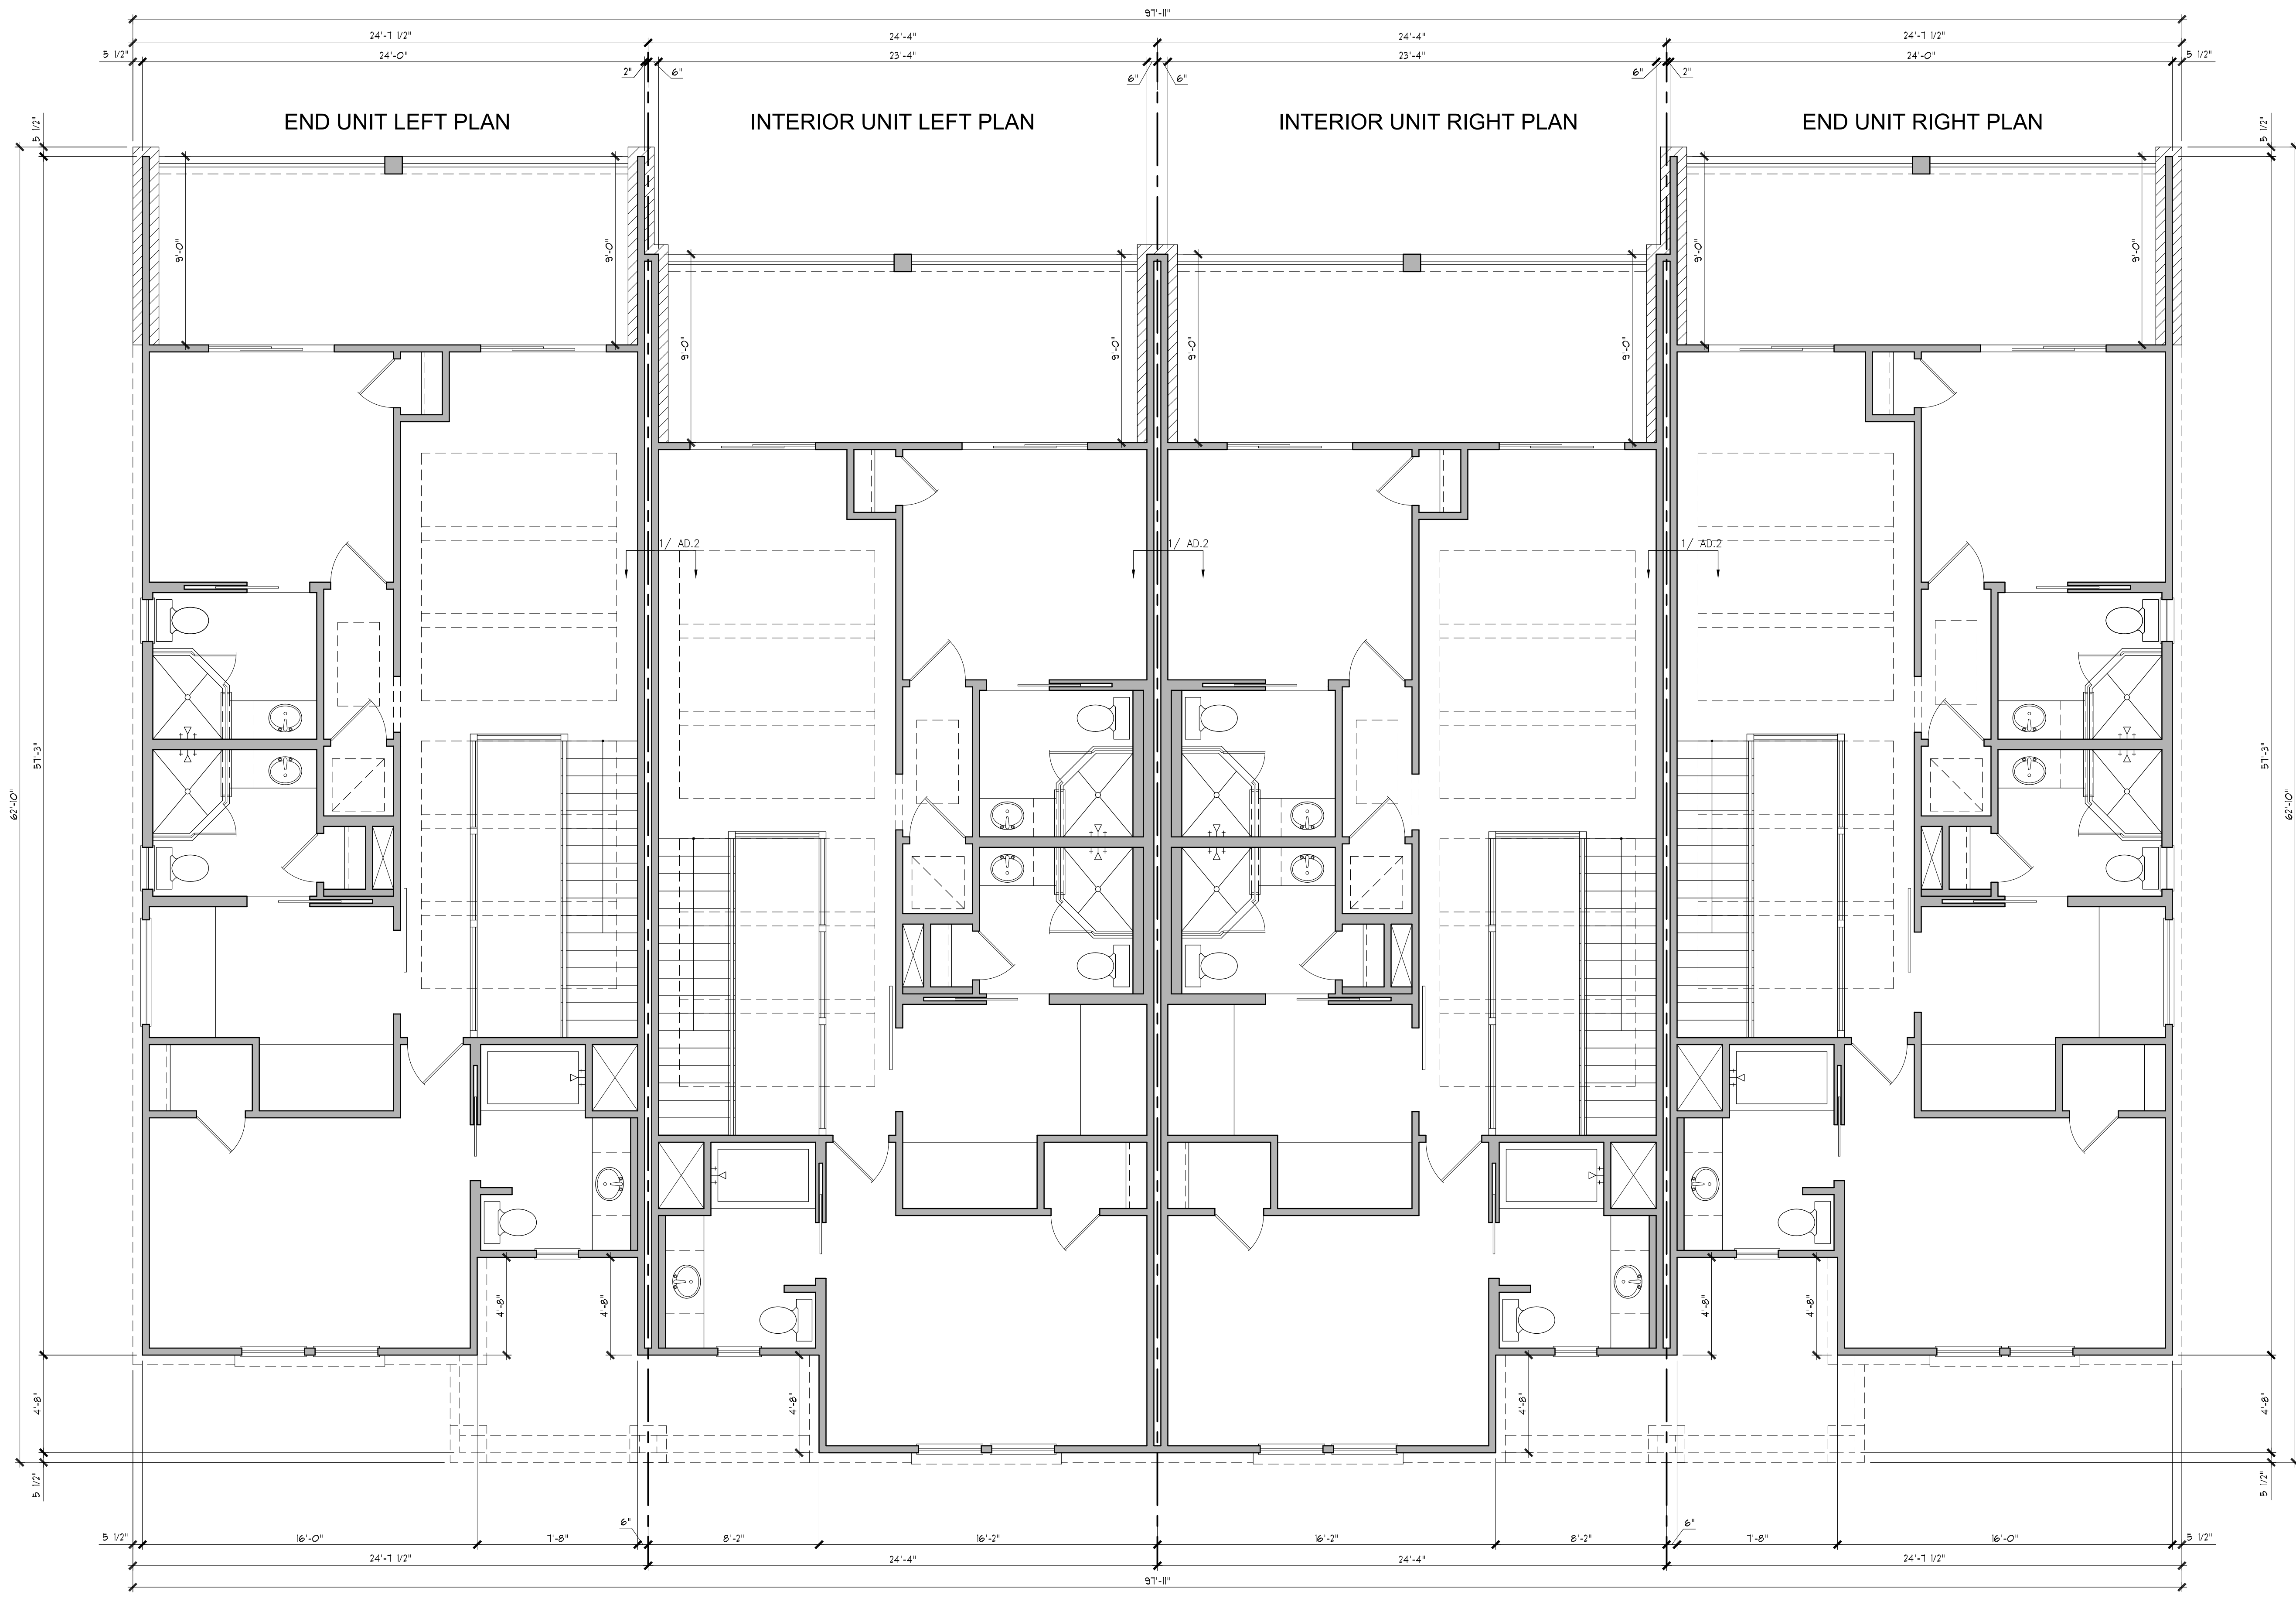 97'-11"
24'-7 1/2" 24'-4" 24'-4" 24'-7 1/2"
5 1/2" 24'-0" 23'-4" 23'-4" 24'-0" 5 1/2"
2" 6" 6" 6" 6" 2"
END UNIT LEFT PLAN INTERIOR UNIT LEFT PLAN INTERIOR UNIT RIGHT PLAN END UNIT RIGHT PLAN
5 1/2" 5 1/2"
9'-0" 9'-0" 9'-0" 9'-0"
9'-0" 9'-0" 9'-0" 9'-0"
1/ AD.2 1/ AD.2 1/ AD.2
57'-3" 57'-3"
62'-10" 62'-10"
4'-8" 4'-8" 4'-8" 4'-8"
4'-8" 4'-8" 4'-8" 4'-8"
5 1/2" 5 1/2"
6" 6"
5 1/2" 16'-0" 7'-8" 8'-2" 16'-2" 16'-2" 8'-2" 7'-8" 16'-0" 5 1/2"
24'-7 1/2" 24'-4" 24'-4" 24'-7 1/2"
97'-11"